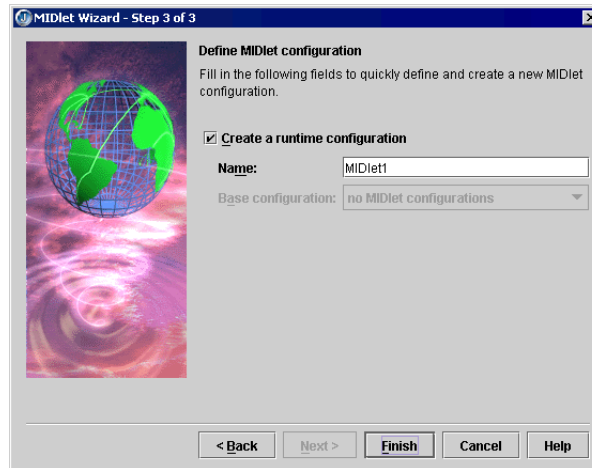 MIDlet Wizard - Step 3 of 3
Define MIDlet configuration
Fill in the following fields to quickly define and create a new MIDlet
configuration.
Create a runtime configuration
Name: MIDlet1
Base configuration: no MIDlet configurations
< Back Next > Finish Cancel Help